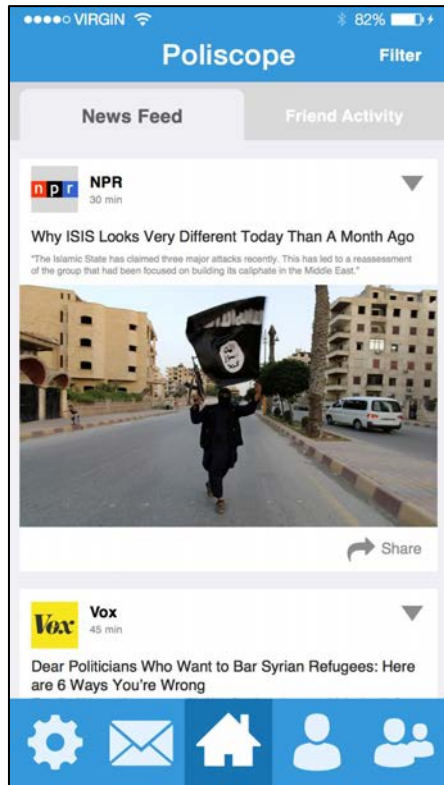 VIRGIN 82%
Poliscope Filter
News Feed Friend Activity
npr NPR
30 min
Why ISIS Looks Very Different Today Than A Month Ago
"The Islamic State has claimed three major attacks recently. This has led to a reassessment
of the group that had been focused on building its caliphate in the Middle East."
Share
Vox Vox
45 min
Dear Politicians Who Want to Bar Syrian Refugees: Here
are 6 Ways You're Wrong